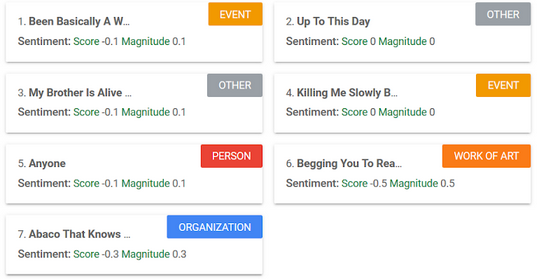 1. Been Basically A W… EVENT
Sentiment: Score -0.1 Magnitude 0.1
2. Up To This Day OTHER
Sentiment: Score 0 Magnitude 0
3. My Brother Is Alive … OTHER
Sentiment: Score -0.1 Magnitude 0.1
4. Killing Me Slowly B… EVENT
Sentiment: Score 0 Magnitude 0
5. Anyone PERSON
Sentiment: Score -0.1 Magnitude 0.1
6. Begging You To Rea… WORK OF ART
Sentiment: Score -0.5 Magnitude 0.5
7. Abaco That Knows … ORGANIZATION
Sentiment: Score -0.3 Magnitude 0.3